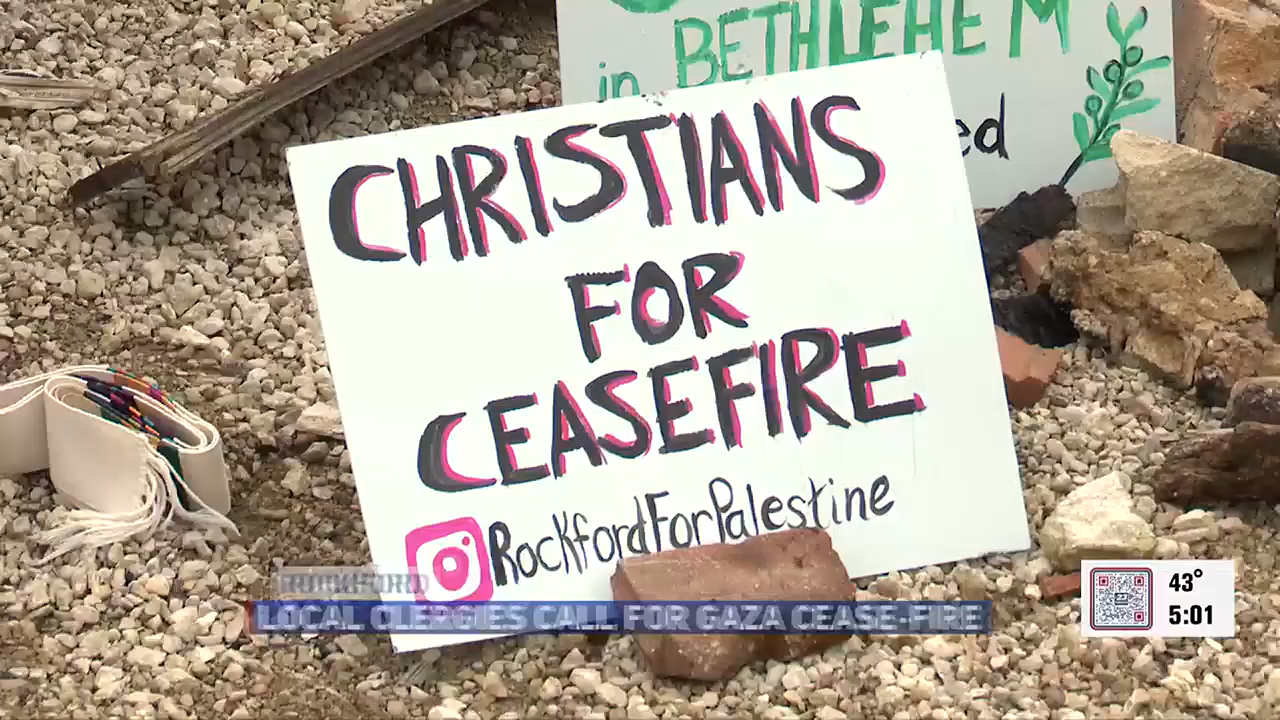 in BETHLEHEM
ed
CHRISTIANS
FOR
CEASEFIRE
RockfordForPalestine
ROCKFORD
LOCAL CLERGIES CALL FOR GAZA CEASE-FIRE
43°
5:01